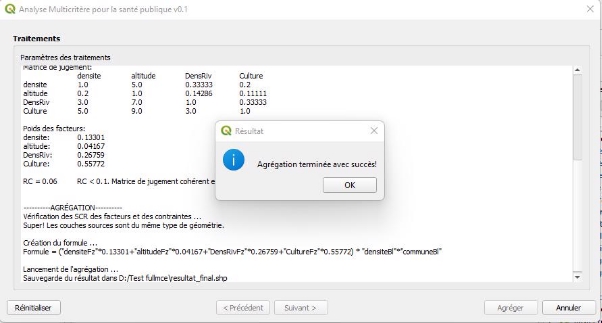 Analyse Multicritère pour la santé publique v0.1
Traitements
Paramètres des traitements
Matrice de jugement:
densite altitude DensRiv Culture
densite 1.0 5.0 0.33333 0.2
altitude 0.2 1.0 0.14286 0.11111
DensRiv 3.0 7.0 1.0 0.33333
Culture 5.0 9.0 3.0 1.0
Poids des facteurs:
densite: 0.13301
altitude: 0.04167
DensRiv: 0.26759
Culture: 0.55772
RC = 0.06 RC < 0.1. Matrice de jugement cohérent e
Résultat
Agrégation terminée avec succès!
OK
----------AGRÉGATION----------
Vérification des SCR des facteurs et des contraintes ...
Super! Les couches sources sont du même type de géométrie.
Création du formule ...
Formule = ("densiteFz"*0.13301+"altitudeFz"*0.04167+"DensRivFz"*0.26759+"CultureFz"*0.55772) * "densiteBl"*"communeBl"
Lancement de l'agrégation ...
Sauvegarde du résultat dans D:/Test fullmce\resultat_final.shp
Réinitialiser < Précédent Suivant > Agréger Annuler